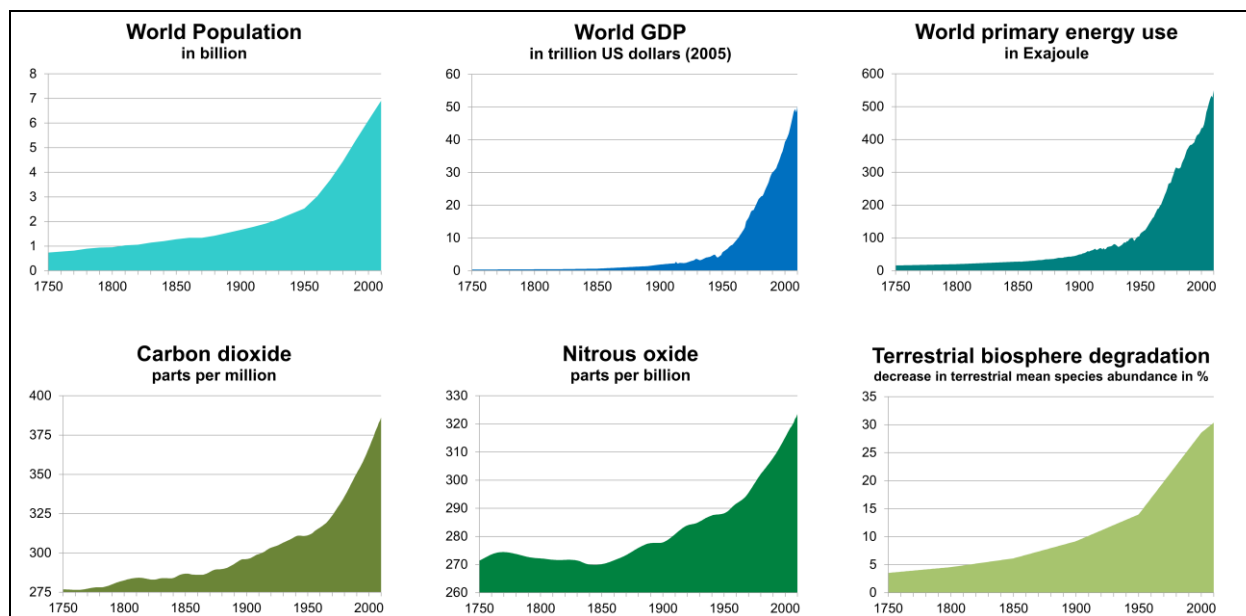 World Population
in billion
8
7
6
5
4
3
2
1
0
1750 1800 1850 1900 1950 2000
World GDP
in trillion US dollars (2005)
60
50
40
30
20
10
0
1750 1800 1850 1900 1950 2000
World primary energy use
in Exajoule
600
500
400
300
200
100
0
1750 1800 1850 1900 1950 2000
Carbon dioxide
parts per million
400
375
350
325
300
275
1750 1800 1850 1900 1950 2000
Nitrous oxide
parts per billion
330
320
310
300
290
280
270
260
1750 1800 1850 1900 1950 2000
Terrestrial biosphere degradation
decrease in terrestrial mean species abundance in %
35
30
25
20
15
10
5
0
1750 1800 1850 1900 1950 2000